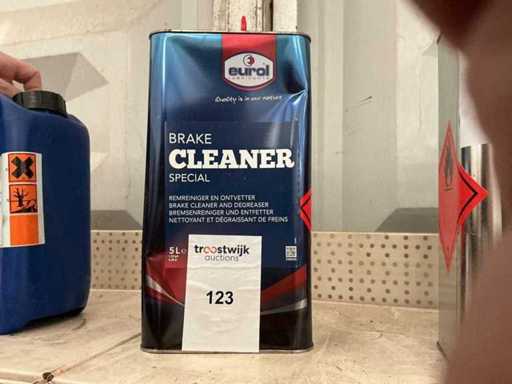 eurol
LUBRICANTS
Quality is in our nature
BRAKE
CLEANER
SPECIAL
REMREINIGER EN ONTVETTER
BRAKE CLEANER AND DEGREASER
BREMSENREINIGER UND ENTFETTER
NETTOYANT ET DÉGRAISSANT DE FREINS
5 L e
troostwijk
auctions
123